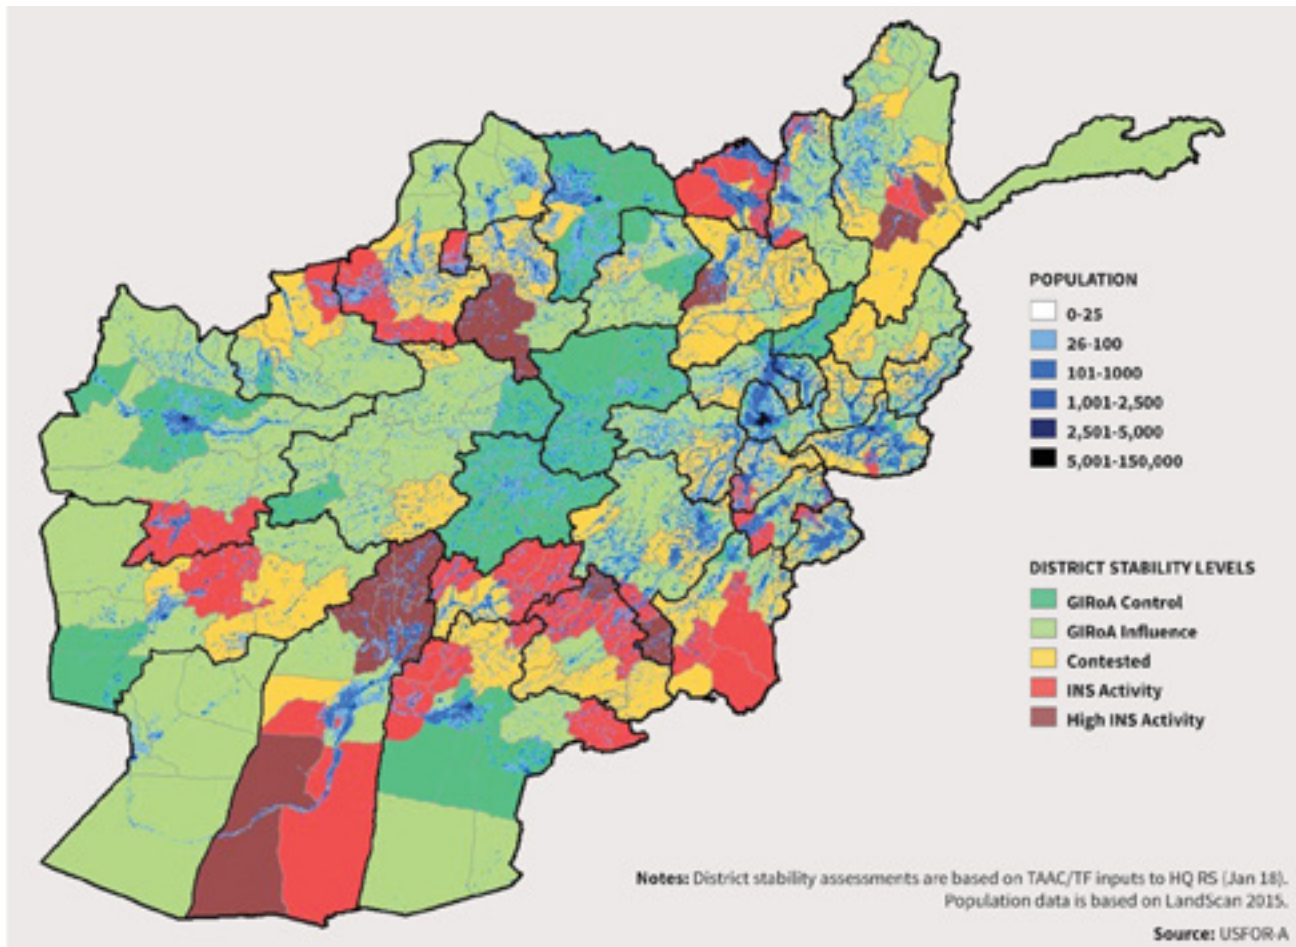 POPULATION
0-25
26-100
101-1000
1,001-2,500
2,501-5,000
5,001-150,000
DISTRICT STABILITY LEVELS
GIRoA Control
GIRoA Influence
Contested
INS Activity
High INS Activity
Notes: District stability assessments are based on TAAC/TF inputs to HQ RS (Jan 18).
Population data is based on LandScan 2015.
Source: USFOR-A